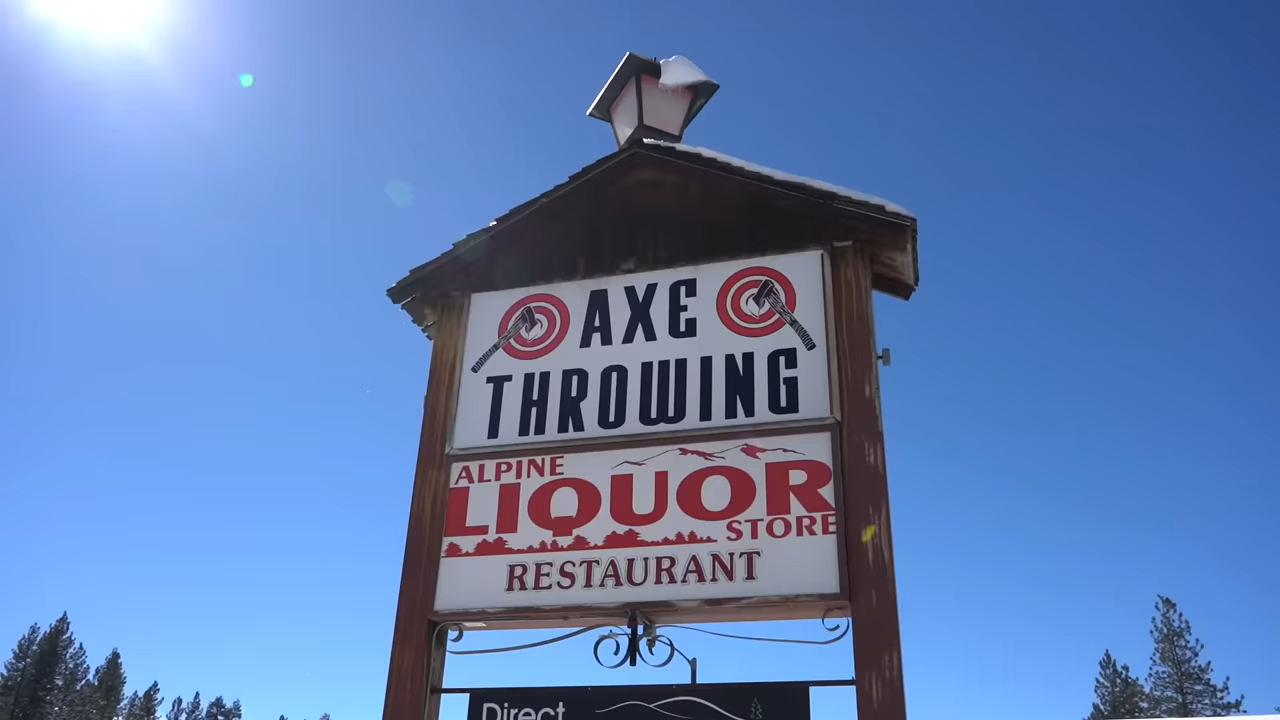 AXE
THROWING
ALPINE
LIQUOR
STORE
RESTAURANT
Direct